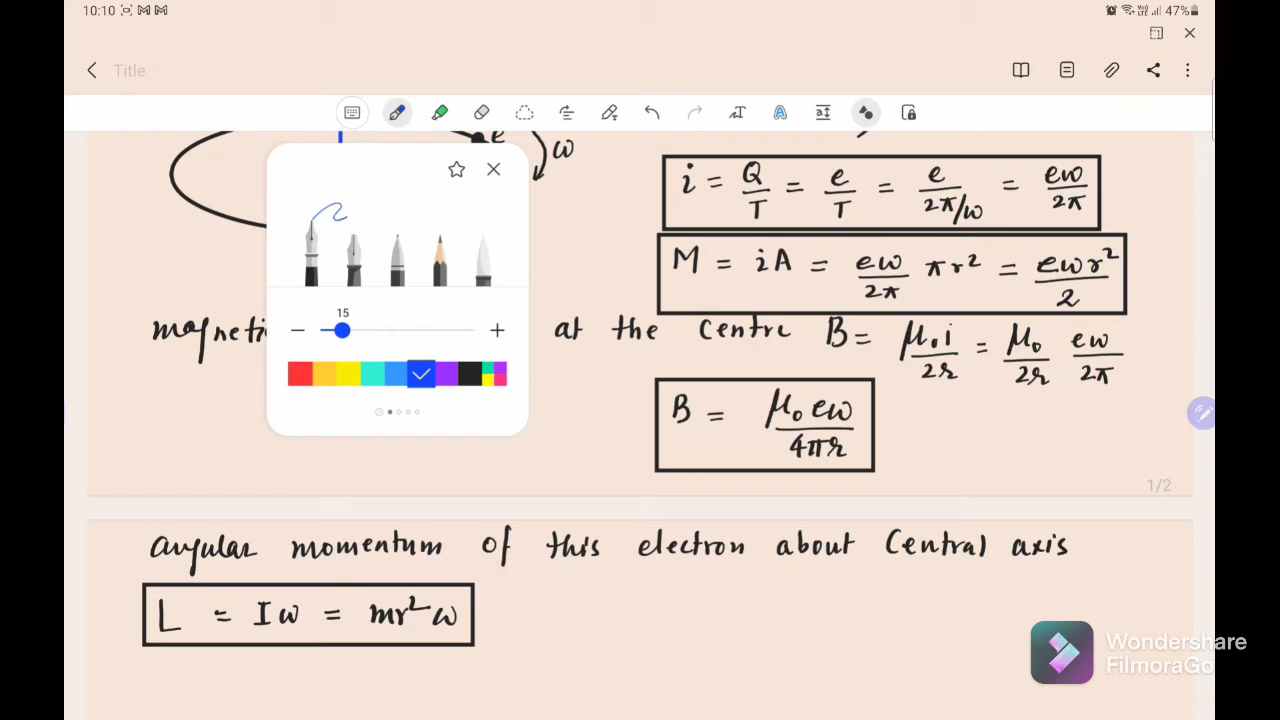 10:10 47%
Title
e
ω
i = Q/T = e/T = e/2π/ω = eω/2π
M = iA = eω/2π πr² = eωr²/2
15
magneti at the centre B = μ₀i/2r = μ₀/2r eω/2π
B = μ₀eω/4πr
1/2
angular momentum of this electron about Central axis
L = Iω = mr²ω
Wondershare
FilmoraGo